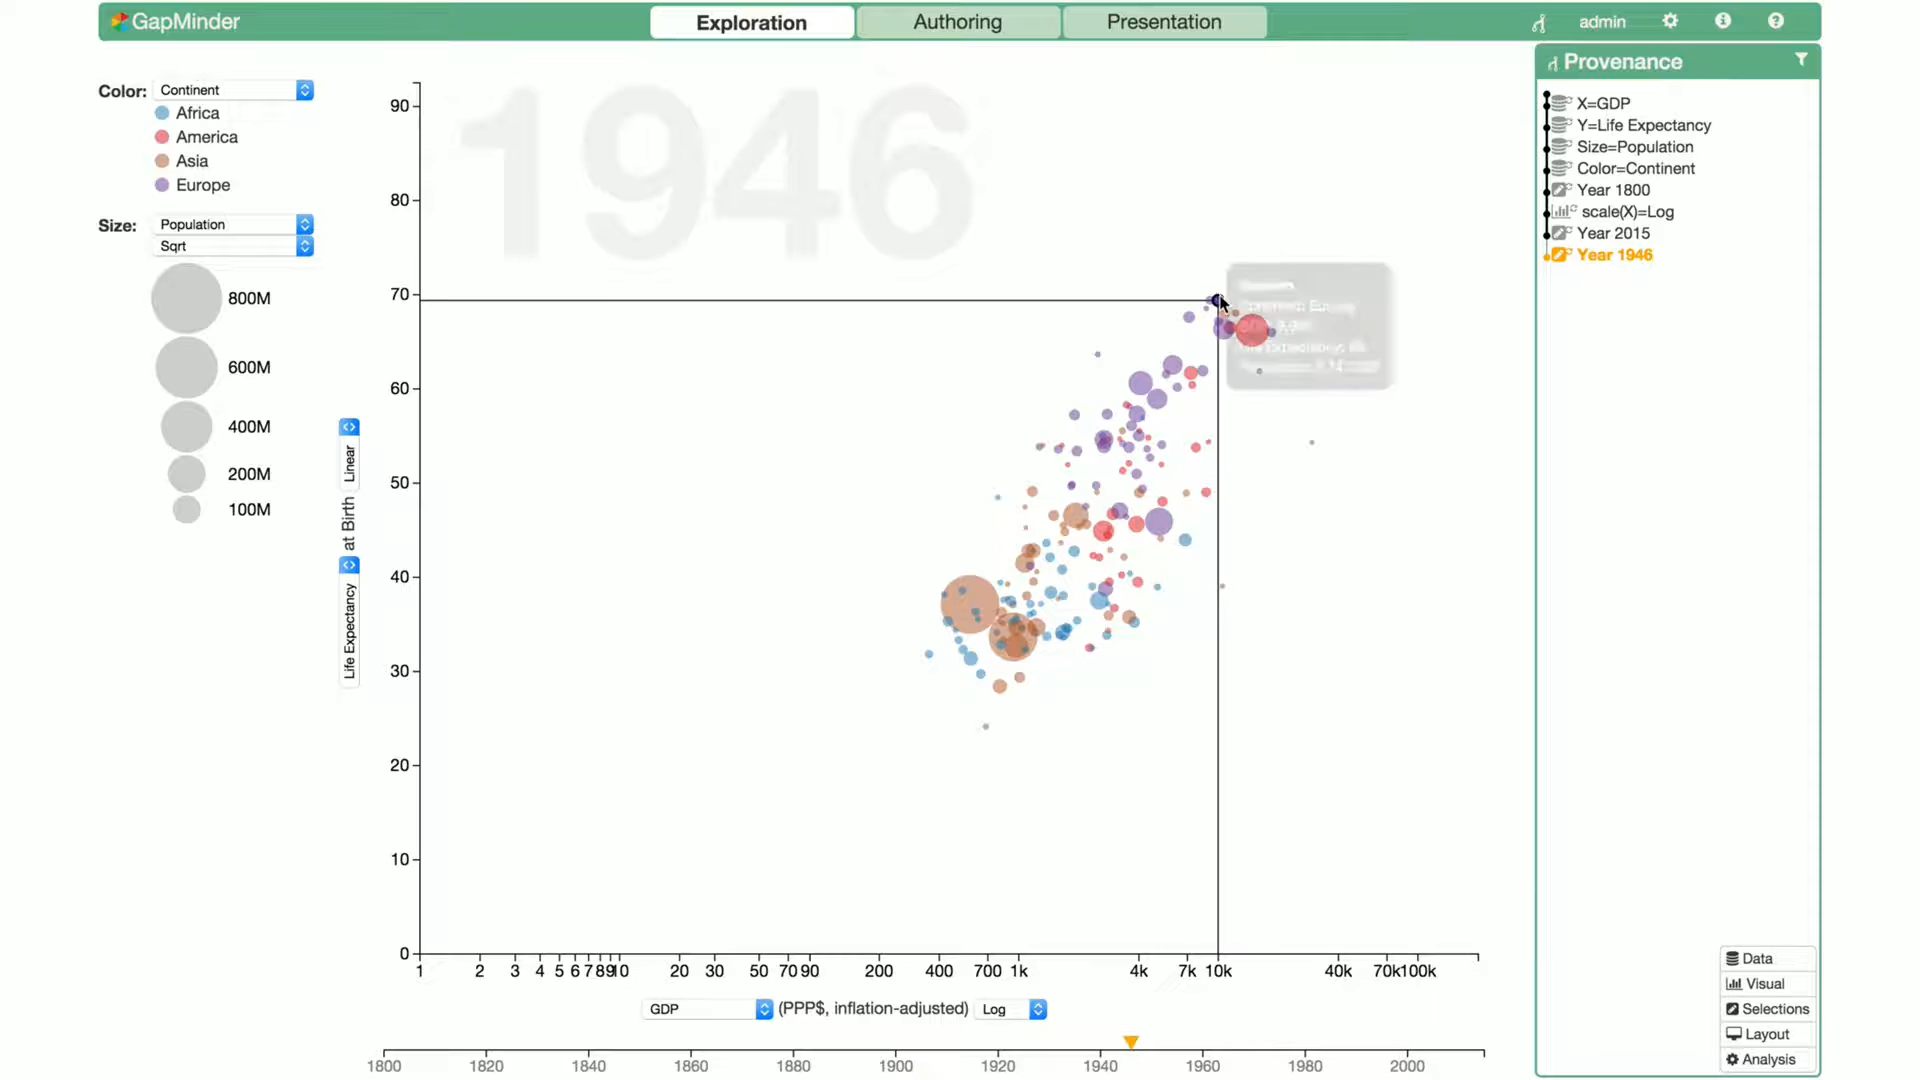 GapMinder
Exploration
Authoring
Presentation
admin
Provenance
X=GDP
Y=Life Expectancy
Size=Population
Color=Continent
Year 1800
scale(X)=Log
Year 2015
Year 1946
Color: Continent
Africa
America
Asia
Europe
Size: Population
Sqrt
800M
600M
400M
200M
100M
1946
90
80
70
60
50
40
30
20
10
0
Linear
at Birth
Life Expectancy
1 2 3 4 5 6 7 8 9 10 20 30 50 70 90 200 400 700 1k 4k 7k 10k 40k 70k 100k
GDP (PPP$, inflation-adjusted) Log
1800 1820 1840 1860 1880 1900 1920 1940 1960 1980 2000
Data
Visual
Selections
Layout
Analysis